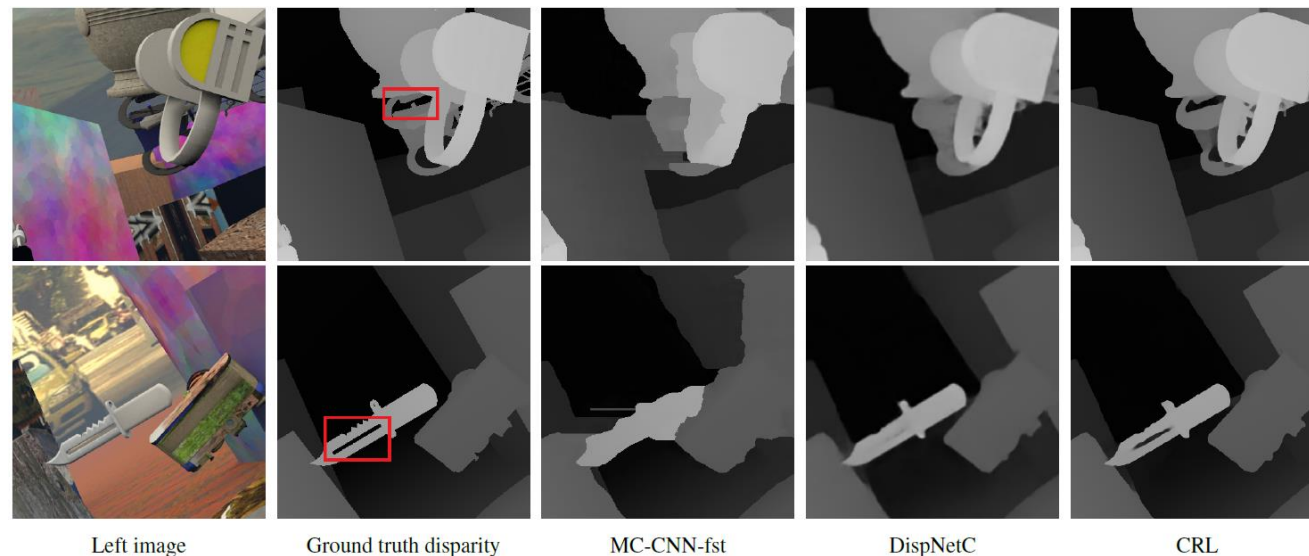 Left image
Ground truth disparity
MC-CNN-fst
DispNetC
CRL